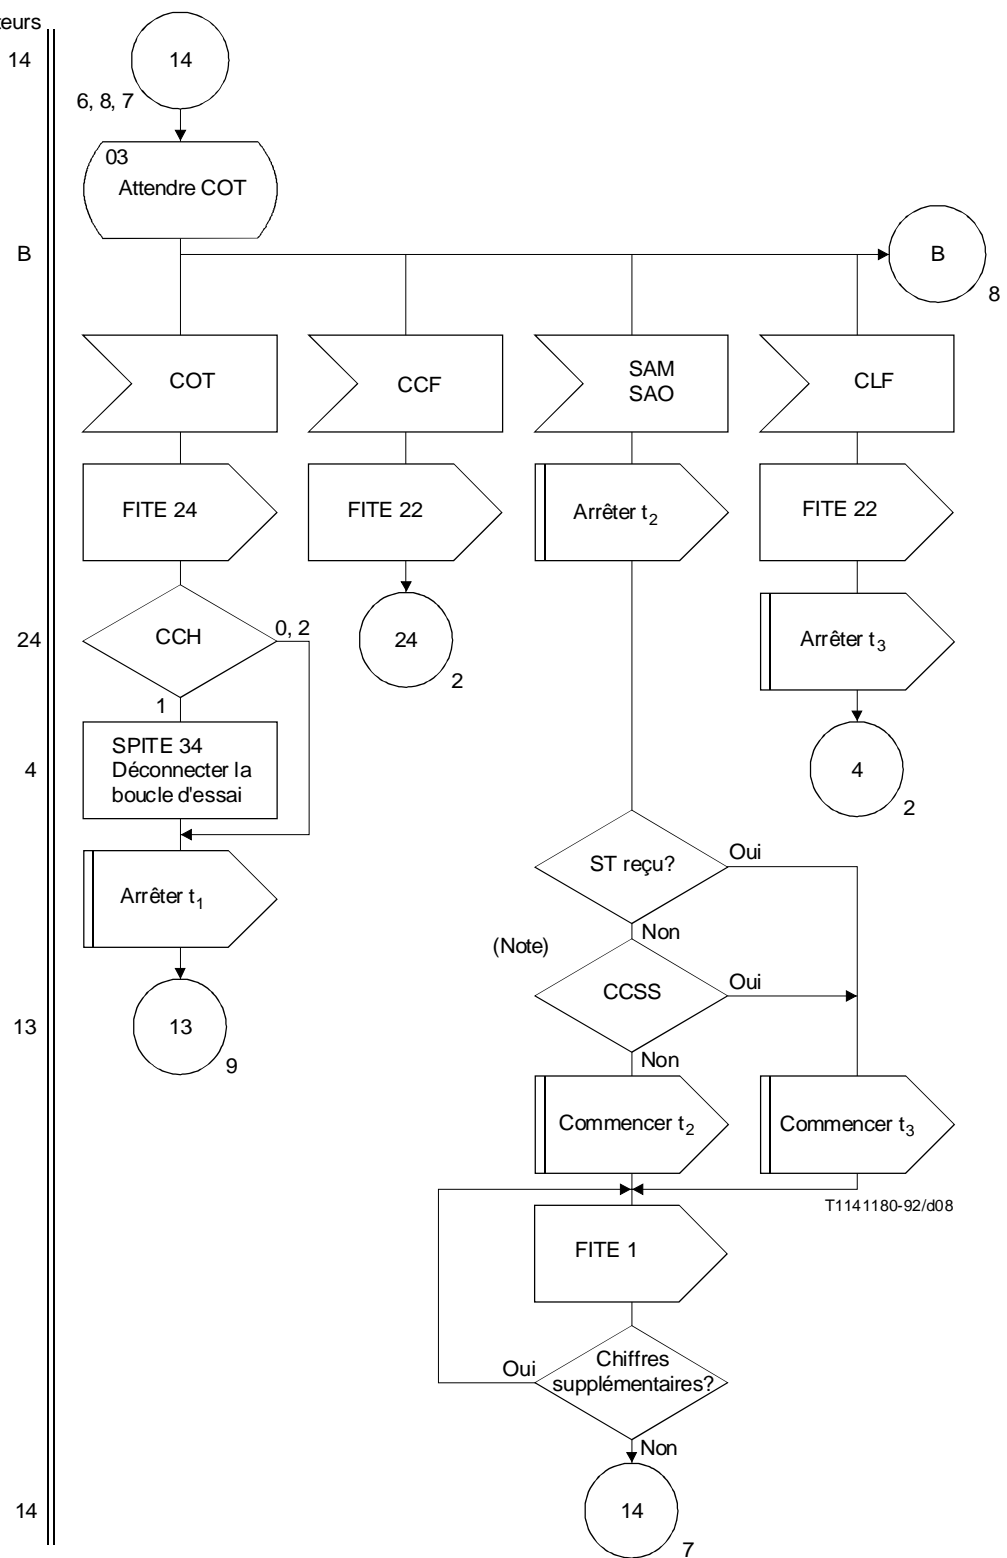 14
14
6, 8, 7
03
Attendre COT
B
B
8
COT
CCF
SAM
SAO
CLF
FITE 24
FITE 22
Arrêter t2
FITE 22
24
CCH
0, 2
1
24
2
Arrêter t3
4
SPITE 34
Déconnecter la
boucle d'essai
4
2
Arrêter t1
ST reçu?
Oui
Non
(Note)
CCSS
Oui
Non
13
13
9
Commencer t2
Commencer t3
T1141180-92/d08
FITE 1
Chiffres
supplémentaires?
Oui
Non
14
14
7